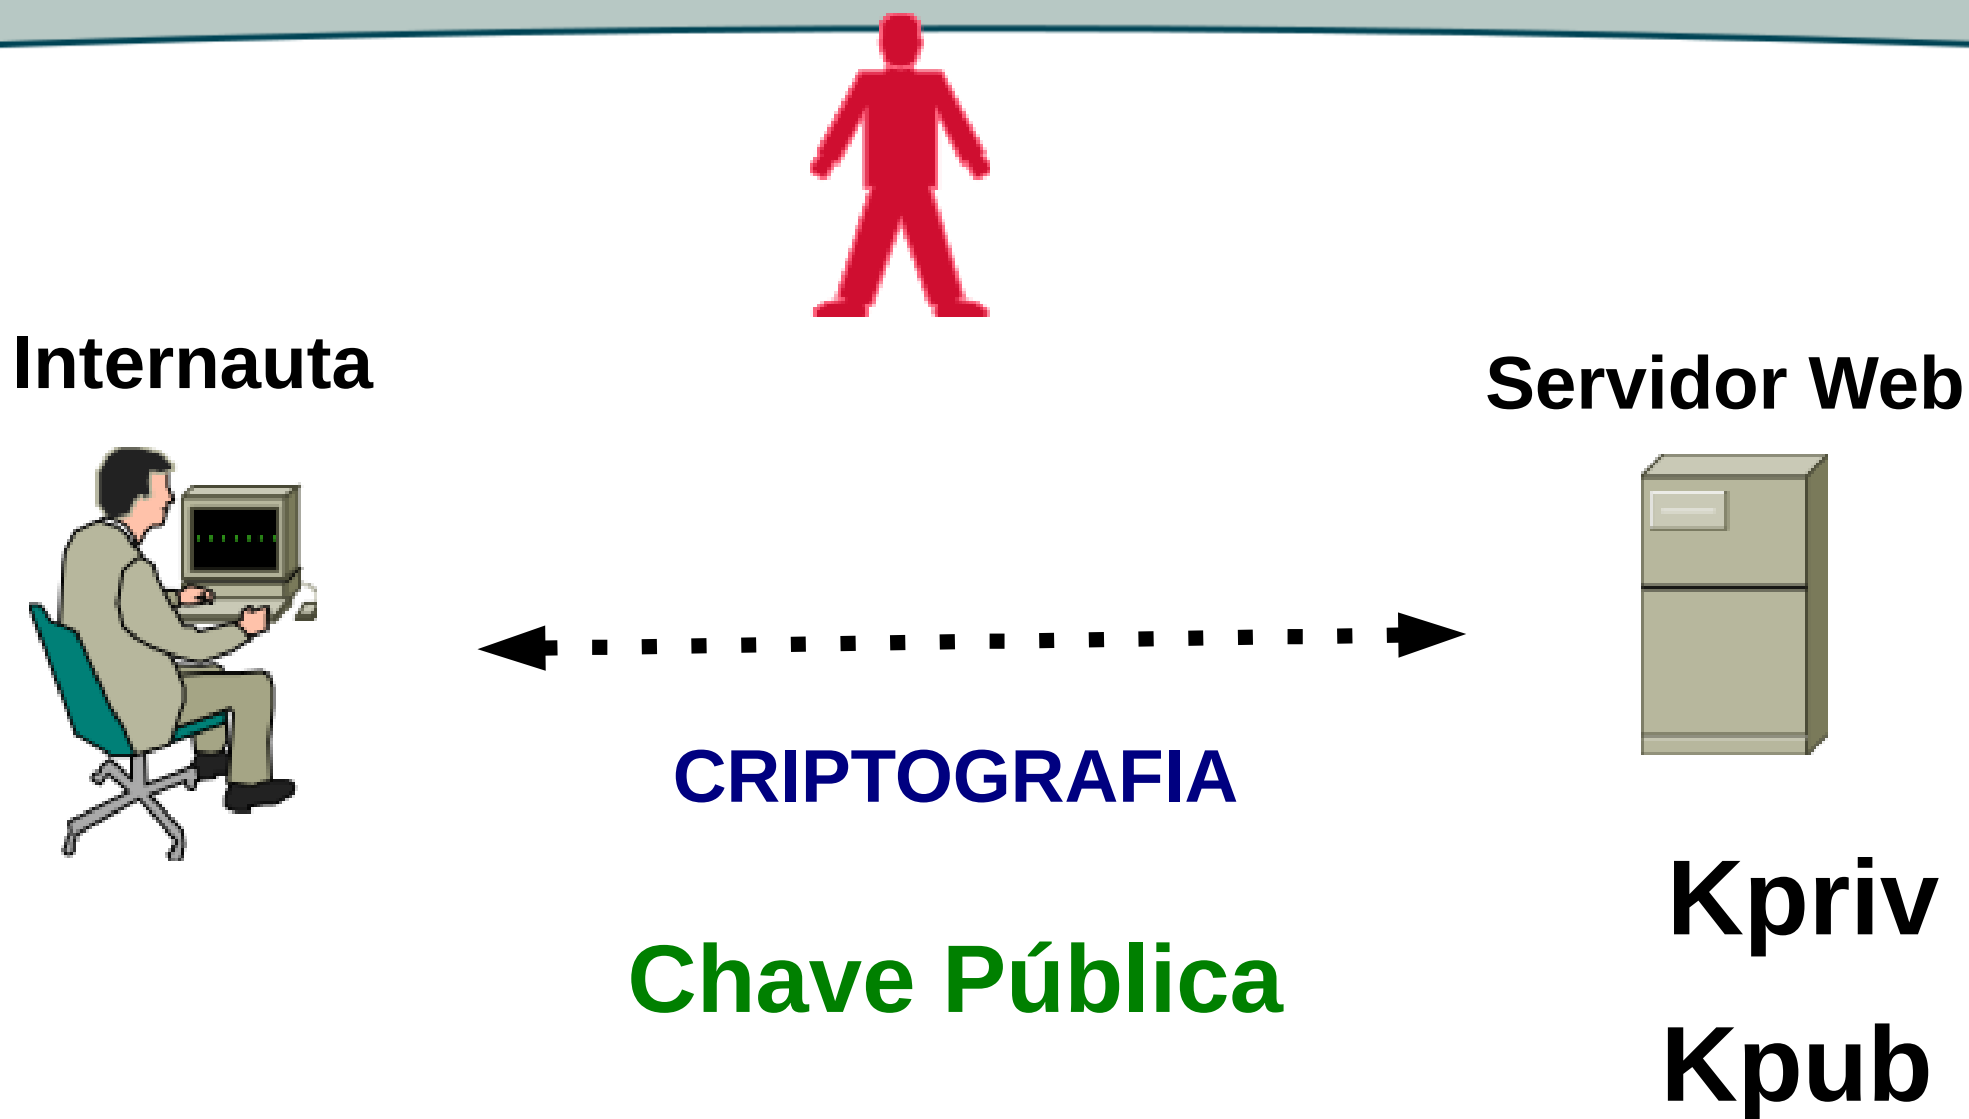 Internauta
Servidor Web
CRIPTOGRAFIA
Kpriv
Chave Pública
Kpub